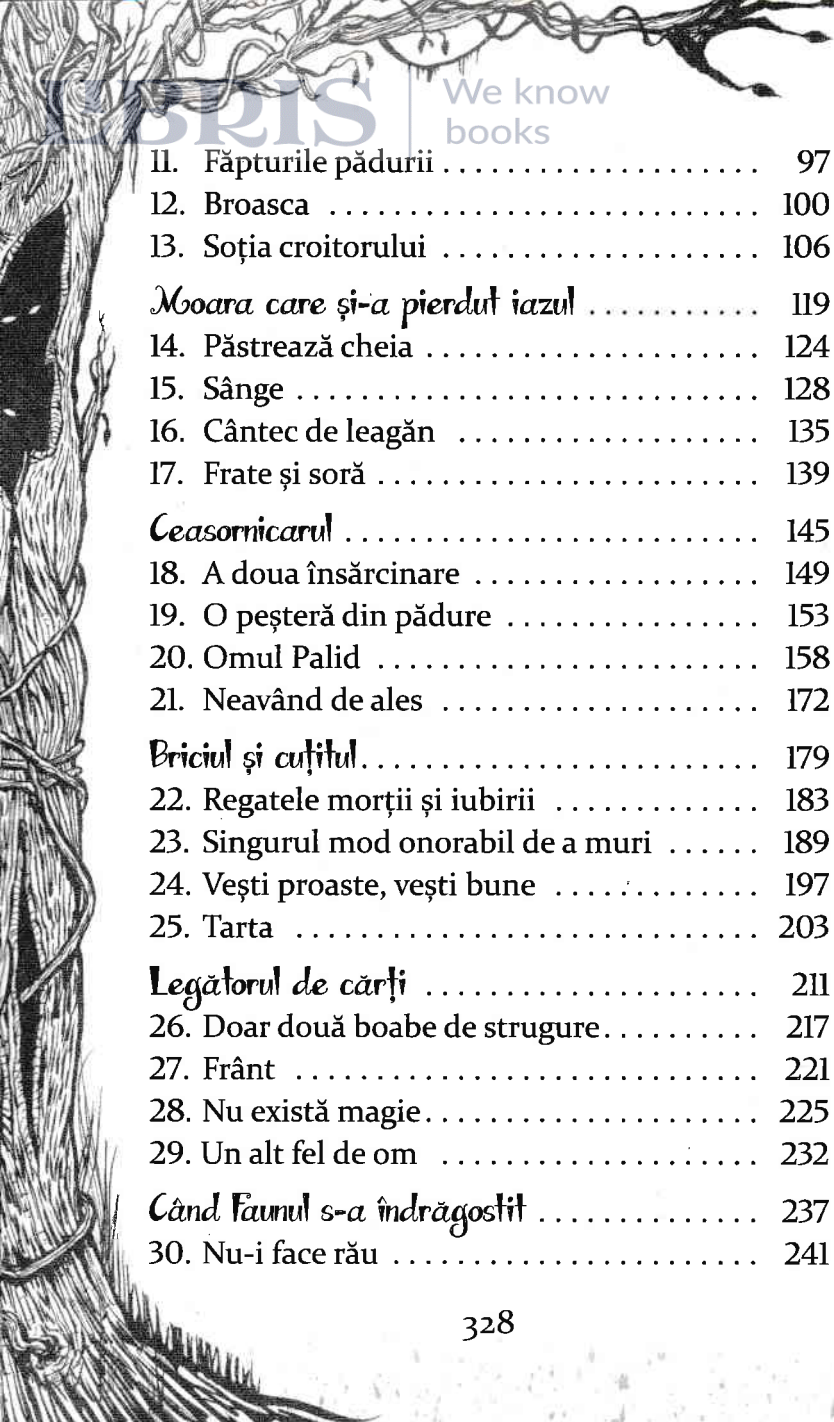 LIBRIS
We know
books
11. Făpturile pădurii . . . . . . . . . . . . . . . . . . . . . 97
12. Broasca . . . . . . . . . . . . . . . . . . . . . . . . . . . . 100
13. Soția croitorului . . . . . . . . . . . . . . . . . . . . . 106
Moara care și-a pierdut iazul . . . . . . . . . . . 119
14. Păstrează cheia . . . . . . . . . . . . . . . . . . . . . . 124
15. Sânge . . . . . . . . . . . . . . . . . . . . . . . . . . . . . . 128
16. Cântec de leagăn . . . . . . . . . . . . . . . . . . . . 135
17. Frate și soră . . . . . . . . . . . . . . . . . . . . . . . . . 139
Ceasornicarul . . . . . . . . . . . . . . . . . . . . . . . . . . . 145
18. A doua însărcinare . . . . . . . . . . . . . . . . . . . 149
19. O peșteră din pădure . . . . . . . . . . . . . . . . . 153
20. Omul Palid . . . . . . . . . . . . . . . . . . . . . . . . . 158
21. Neavând de ales . . . . . . . . . . . . . . . . . . . . . 172
Briciul și cuțitul. . . . . . . . . . . . . . . . . . . . . . . . . . 179
22. Regatele morții și iubirii . . . . . . . . . . . . . . 183
23. Singurul mod onorabil de a muri . . . . . . 189
24. Vești proaste, vești bune . . . . . . . . . . . . . . 197
25. Tarta . . . . . . . . . . . . . . . . . . . . . . . . . . . . . . 203
Legătorul de cărți . . . . . . . . . . . . . . . . . . . . . . 211
26. Doar două boabe de strugure. . . . . . . . . . . 217
27. Frânt . . . . . . . . . . . . . . . . . . . . . . . . . . . . . . 221
28. Nu există magie. . . . . . . . . . . . . . . . . . . . . . 225
29. Un alt fel de om . . . . . . . . . . . . . . . . . . . . . 232
Când Faunul s-a îndrăgostit . . . . . . . . . . . . . . . 237
30. Nu-i face rău . . . . . . . . . . . . . . . . . . . . . . . . 241
328